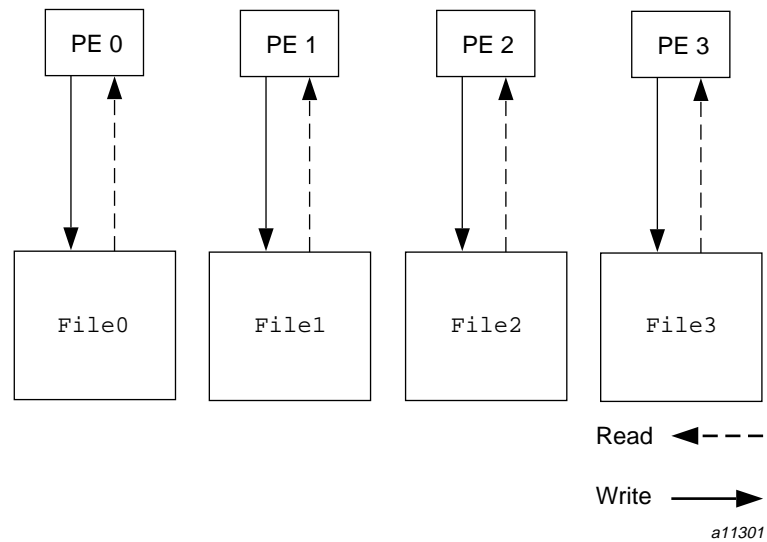 PE 0 PE 1 PE 2 PE 3
File0 File1 File2 File3
Read
Write
a11301